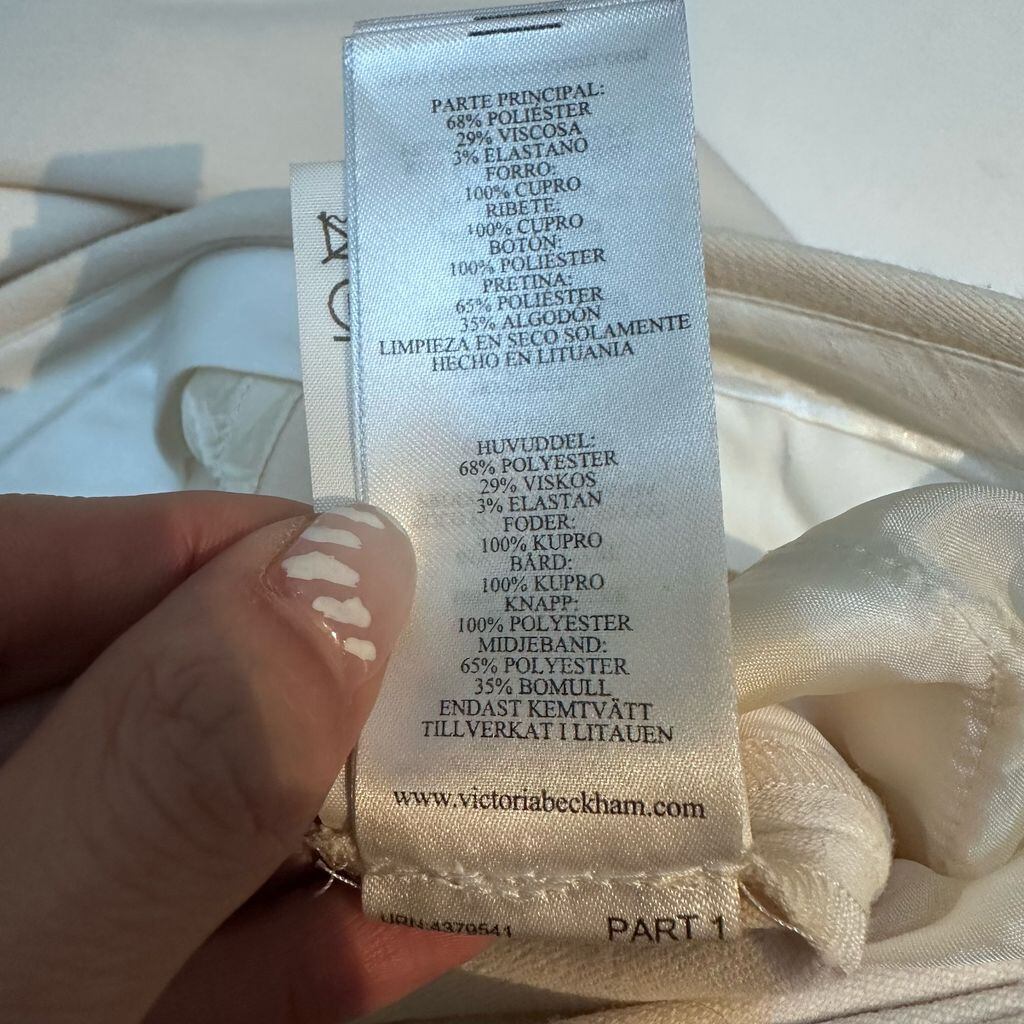 PARTE PRINCIPAL:
68% POLIÉSTER
29% VISCOSA
3% ELASTANO
FORRO:
100% CUPRO
RIBETE:
100% CUPRO
BOTÓN:
100% POLIÉSTER
PRETINA:
65% POLIÉSTER
35% ALGODÓN
LIMPIEZA EN SECO SOLAMENTE
HECHO EN LITUANIA
HUVUDDEL:
68% POLYESTER
29% VISKOS
3% ELASTAN
FODER:
100% KUPRO
BÅRD:
100% KUPRO
KNAPP:
100% POLYESTER
MIDJEBAND:
65% POLYESTER
35% BOMULL
ENDAST KEMTVÄTT
TILLVERKAT I LITAUEN
www.victoriabeckham.com
URN:4379541 PART 1